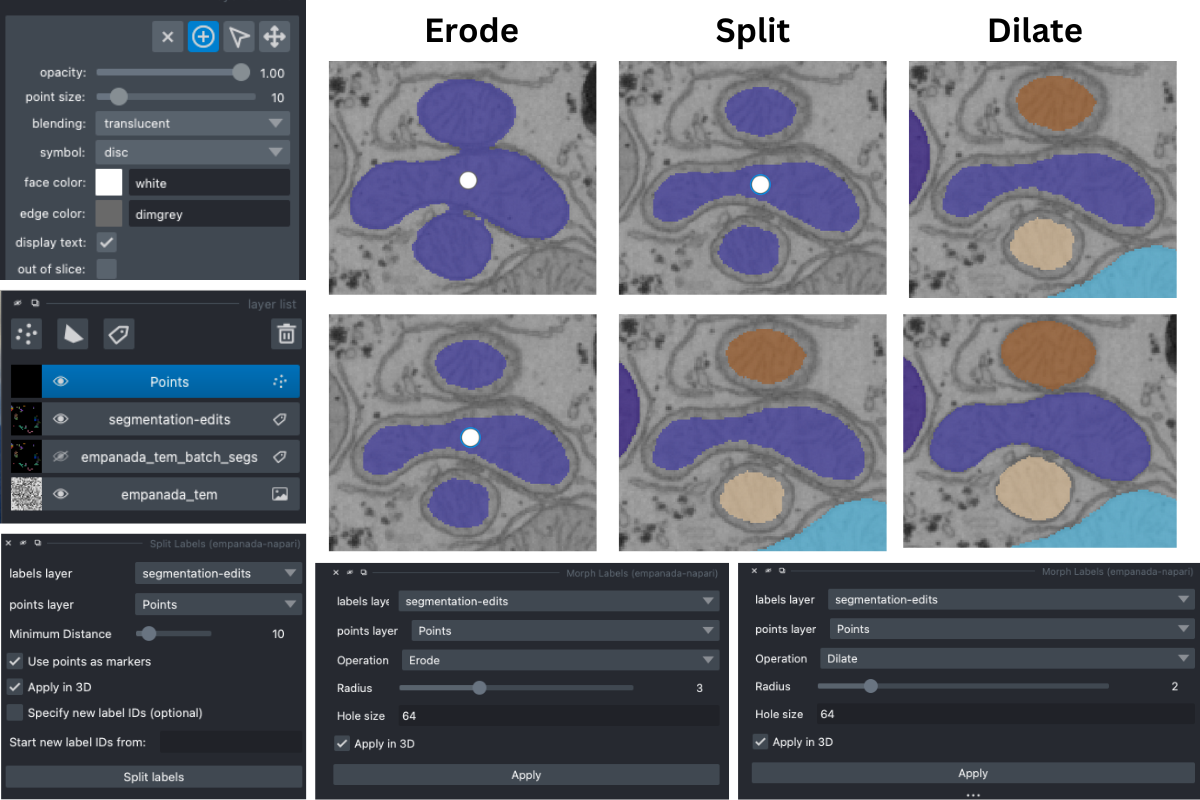 Erode
Split
Dilate
opacity: 1.00
point size: 10
blending: translucent
symbol: disc
face color: white
edge color: dimgrey
display text:
out of slice:
layer list
Points
segmentation-edits
empanada_tem_batch_segs
empanada_tem
Split Labels (empanada-napari)
labels layer segmentation-edits
points layer Points
Minimum Distance 10
Use points as markers
Apply in 3D
Specify new label IDs (optional)
Start new label IDs from:
Split labels
Morph Labels (empanada-napari)
labels laye segmentation-edits
points layer Points
Operation Erode
Radius 3
Hole size 64
Apply in 3D
Apply
Morph Labels (empanada-napari)
labels layer segmentation-edits
points layer Points
Operation Dilate
Radius 2
Hole size 64
Apply in 3D
Apply